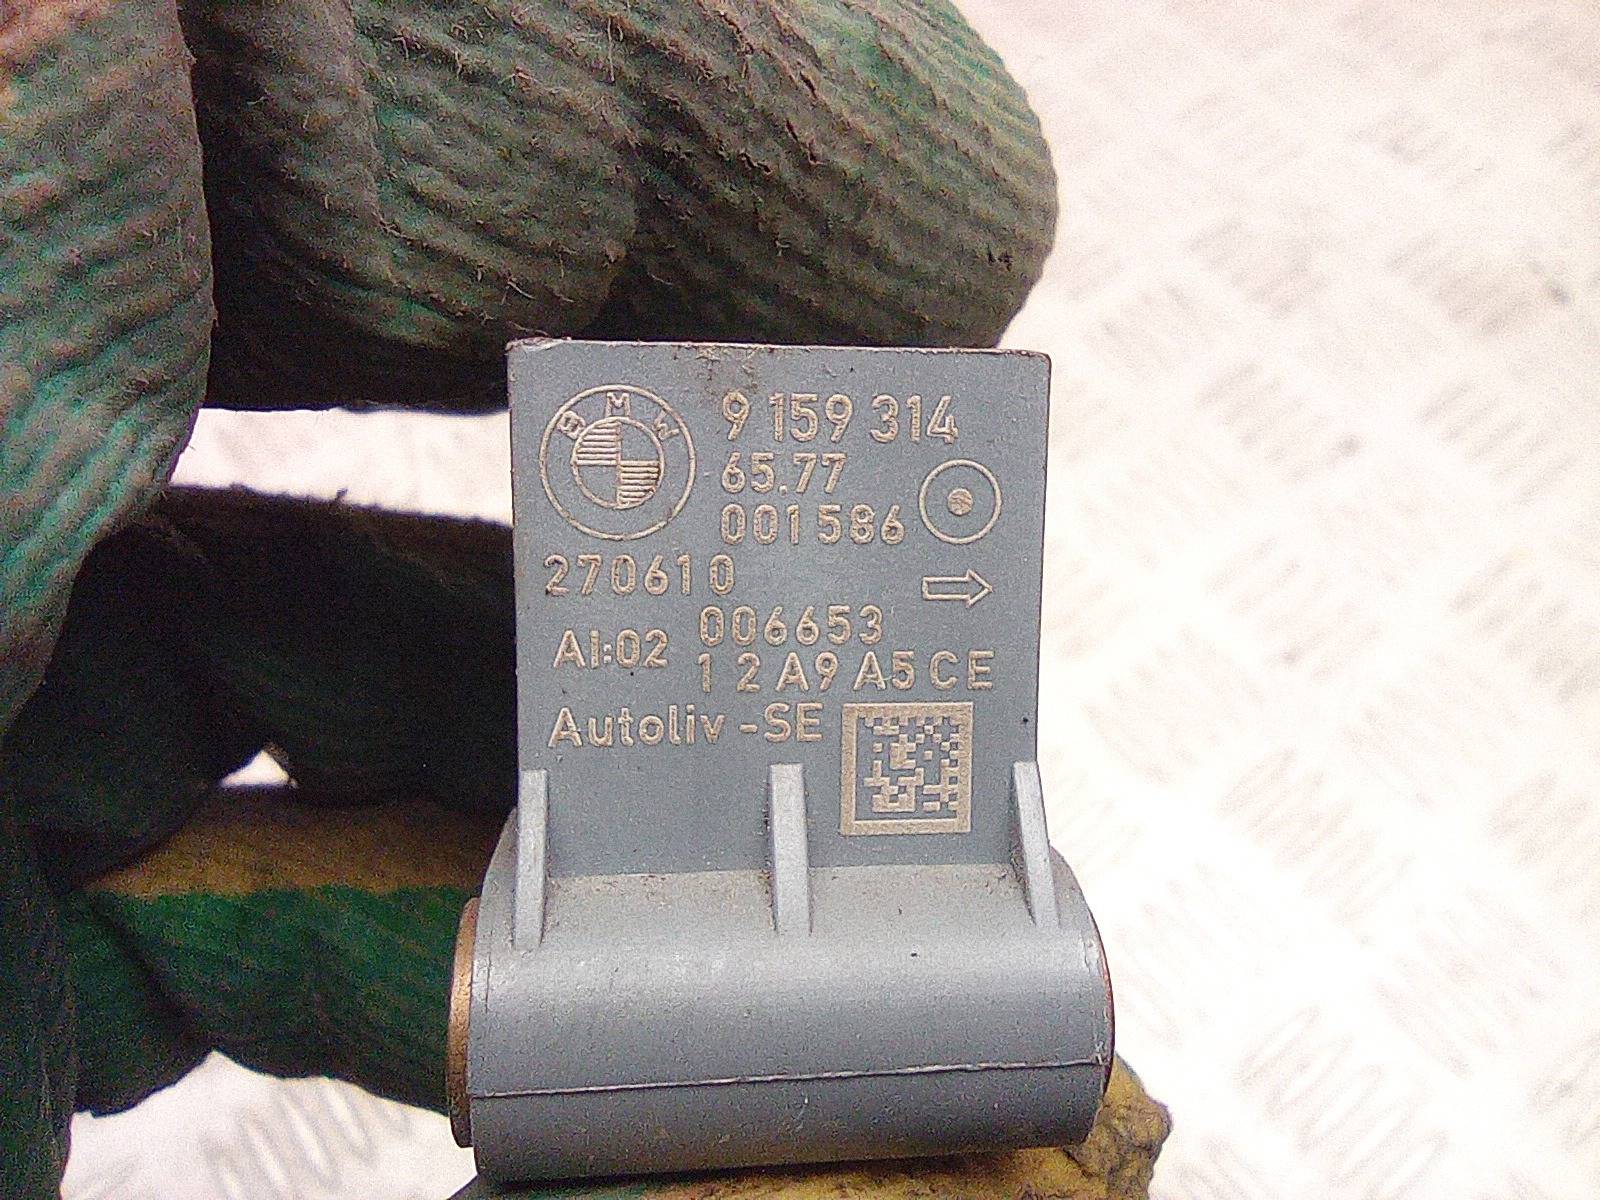 BMW
9 159 314
65.77
001586
270610
006653
AI:02
1 2 A9 A5 CE
Autoliv -SE